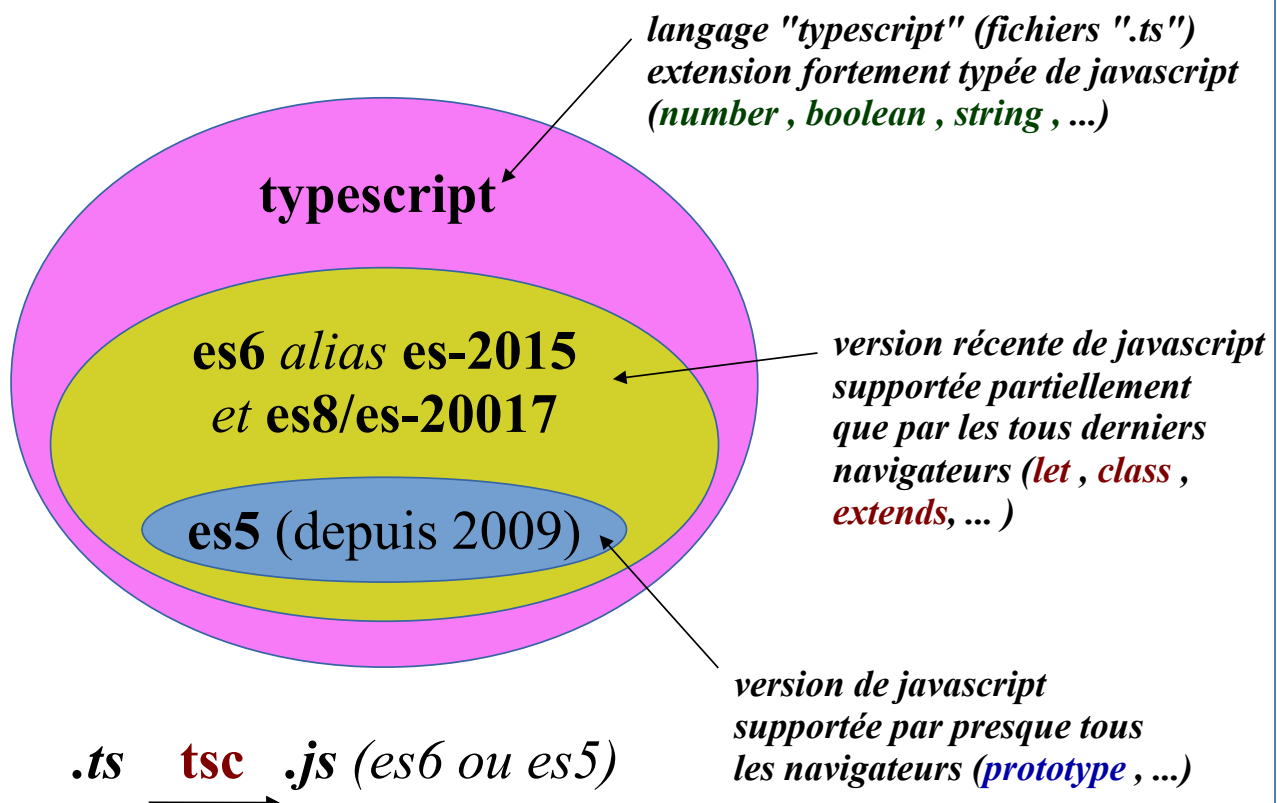 langage "typescript" (fichiers ".ts")
extension fortement typée de javascript
(number , boolean , string , ...)
typescript
es6 alias es-2015
et es8/es-20017
version récente de javascript
supportée partiellement
que par les tous derniers
navigateurs (let , class ,
extends, ... )
es5 (depuis 2009)
version de javascript
supportée par presque tous
les navigateurs (prototype , ...)
.ts tsc .js (es6 ou es5)